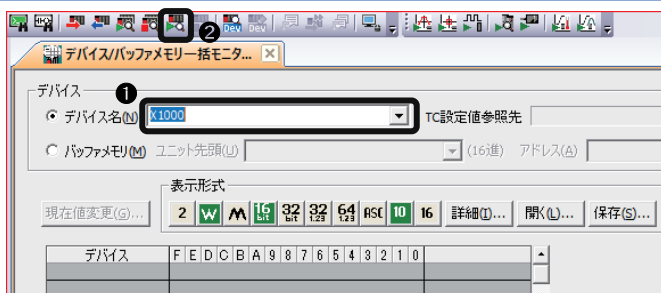 ❷
デバイス/バッファメモリ一括モニタ...
デバイス
❶
デバイス名(N) X1000 TC設定値参照先
バッファメモリ(M) ユニット先頭(U) (16進) アドレス(A)
表示形式
現在値変更(G)... 2 W M 16bit 32bit 32 1.23 64 1.23 ASC 10 16 詳細(I)... 開く(L)... 保存(S)...
デバイス F E D C B A 9 8 7 6 5 4 3 2 1 0